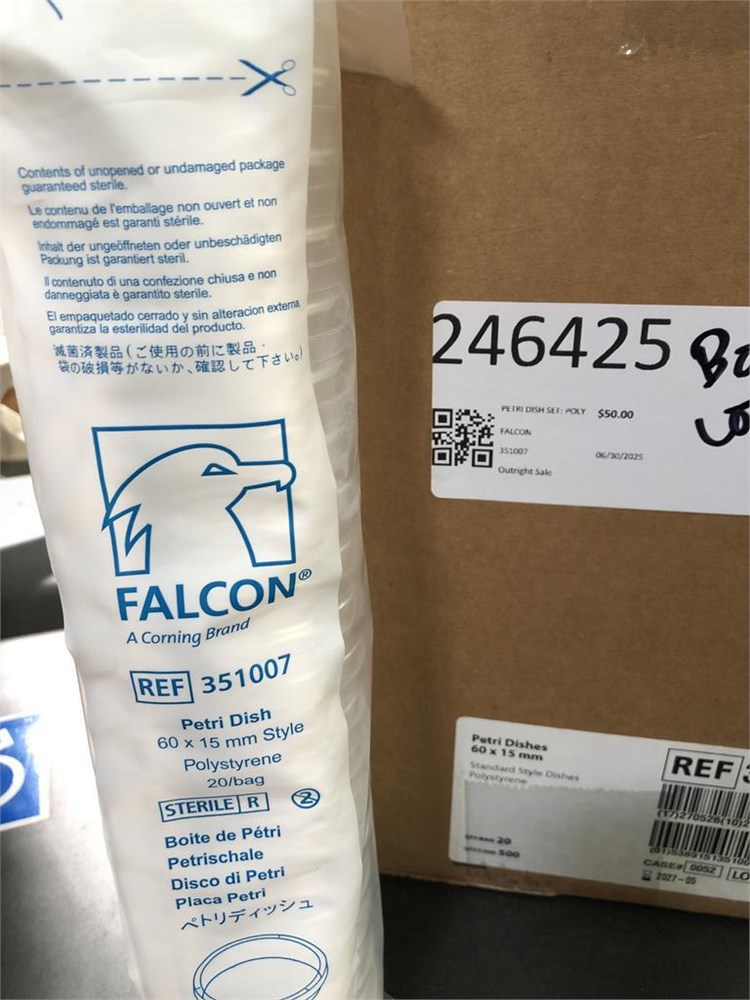 Contents of unopened or undamaged package
guaranteed sterile.
Le contenu de l'emballage non ouvert et non
endommagé est garanti stérile.
Inhalt der ungeöffneten oder unbeschädigten
Packung ist garantiert steril.
Il contenuto di una confezione chiusa e non
danneggiata è garantito sterile.
El empaquetado cerrado y sin alteracion externa
garantiza la esterilidad del producto.
滅菌済製品(ご使用の前に製品・
袋の破損等がないか、確認して下さい。)
FALCON®
A Corning Brand
REF 351007
Petri Dish
60 x 15 mm Style
Polystyrene
20/bag
STERILE R
2
Boite de Pétri
Petrischale
Disco di Petri
Placa Petri
ペトリディッシュ
246425
PETRI DISH SET: POLY $50.00
FALCON
351007 06/30/2025
Outright Sale
Petri Dishes
60 x 15 mm
Standard Style Dishes
Polystyrene
REF
20
500
CASE# 0052 LO
2027-05